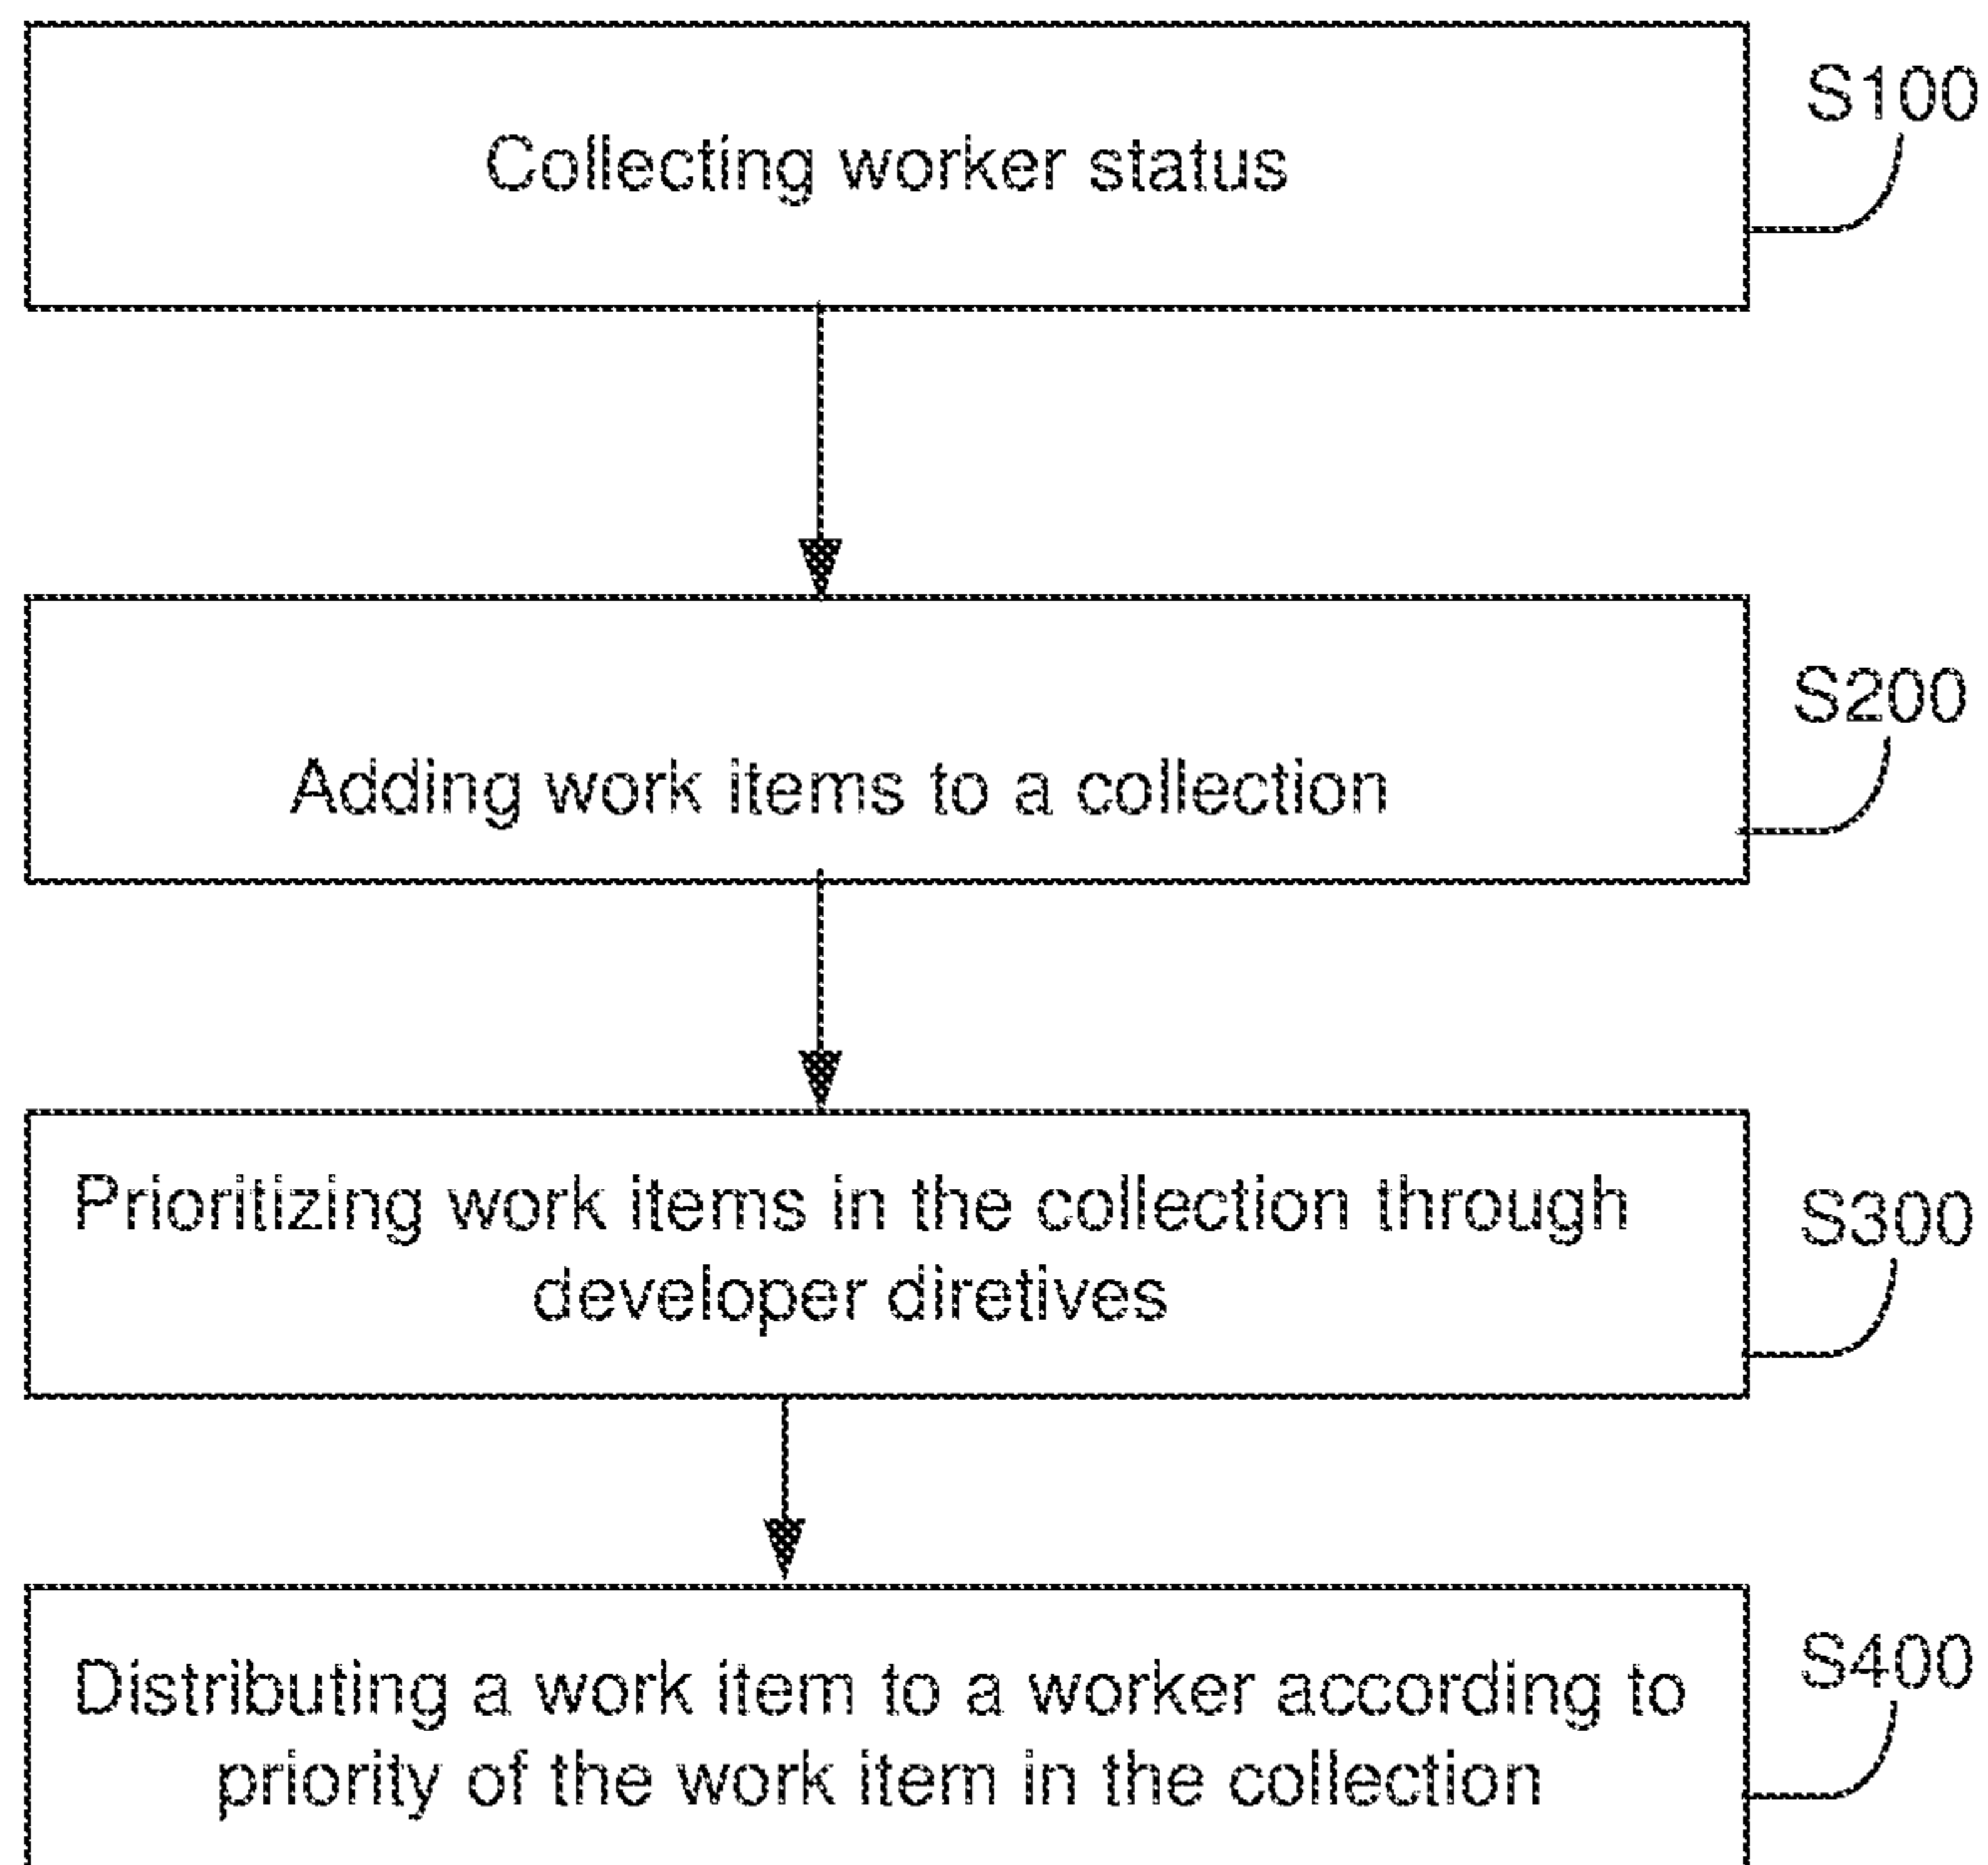 S100
Collecting worker status
S200
Adding work items to a collection
Prioritizing work items in the collection through
S300
developer diretives
S400
Distributing a work item to a worker according to
priority of the work item in the collection